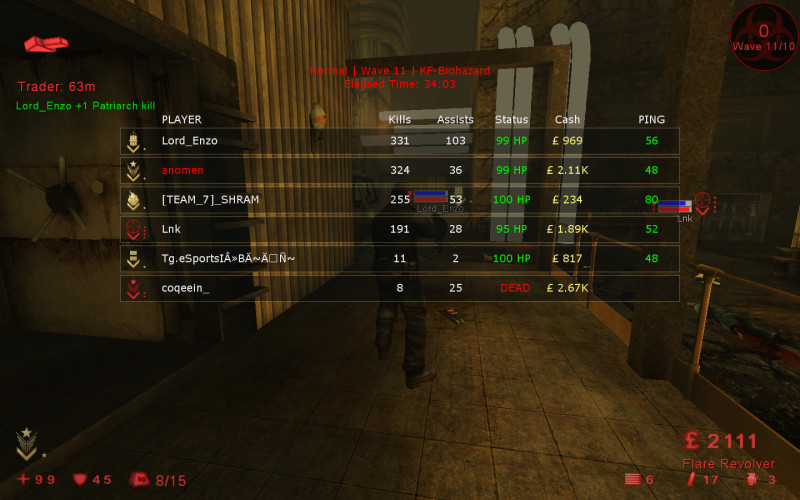 0
Wave 11/10
Trader: 63m
Lord_Enzo +1 Patriarch kill
Normal | Wave 11 | KF-Biohazard
Elapsed Time: 34:03
PLAYER Kills Assists Status Cash PING
Lord_Enzo 331 103 99 HP £ 969 56
anomen 324 36 99 HP £ 2.11K 48
[TEAM_7]_SHRAM 255 53 100 HP £ 234 80
Lord_Enzo
Lnk
Lnk 191 28 95 HP £ 1.89K 52
Tg.eSportsIÂ»BÄ~Ä□Ñ~ 11 2 100 HP £ 817 48
coqeein_ 8 25 DEAD £ 2.67K
£ 2111
Flare Revolver
99 45 8/15 6 17 3